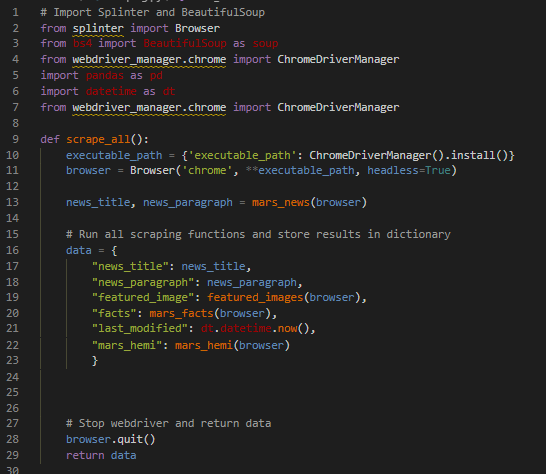 1 # Import Splinter and BeautifulSoup
2 from splinter import Browser
3 from bs4 import BeautifulSoup as soup
4 from webdriver_manager.chrome import ChromeDriverManager
5 import pandas as pd
6 import datetime as dt
7 from webdriver_manager.chrome import ChromeDriverManager
8
9 def scrape_all():
10     executable_path = {'executable_path': ChromeDriverManager().install()}
11     browser = Browser('chrome', **executable_path, headless=True)
12
13     news_title, news_paragraph = mars_news(browser)
14
15     # Run all scraping functions and store results in dictionary
16     data = {
17         "news_title": news_title,
18         "news_paragraph": news_paragraph,
19         "featured_image": featured_images(browser),
20         "facts": mars_facts(browser),
21         "last_modified": dt.datetime.now(),
22         "mars_hemi": mars_hemi(browser)
23         }
24
25
26
27     # Stop webdriver and return data
28     browser.quit()
29     return data
30